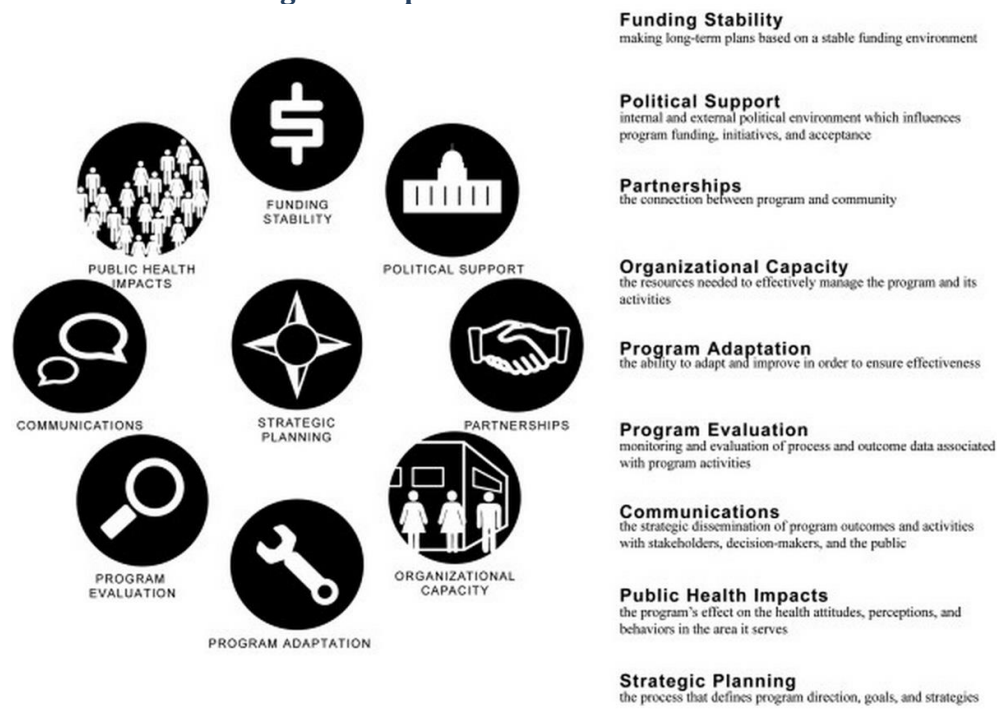 FUNDING
STABILITY
POLITICAL SUPPORT
PUBLIC HEALTH
IMPACTS
COMMUNICATIONS
STRATEGIC
PLANNING
PARTNERSHIPS
PROGRAM
EVALUATION
ORGANIZATIONAL
CAPACITY
PROGRAM ADAPTATION
Funding Stability
making long-term plans based on a stable funding environment
Political Support
internal and external political environment which influences
program funding, initiatives, and acceptance
Partnerships
the connection between program and community
Organizational Capacity
the resources needed to effectively manage the program and its
activities
Program Adaptation
the ability to adapt and improve in order to ensure effectiveness
Program Evaluation
monitoring and evaluation of process and outcome data associated
with program activities
Communications
the strategic dissemination of program outcomes and activities
with stakeholders, decision-makers, and the public
Public Health Impacts
the program's effect on the health attitudes, perceptions, and
behaviors in the area it serves
Strategic Planning
the process that defines program direction, goals, and strategies